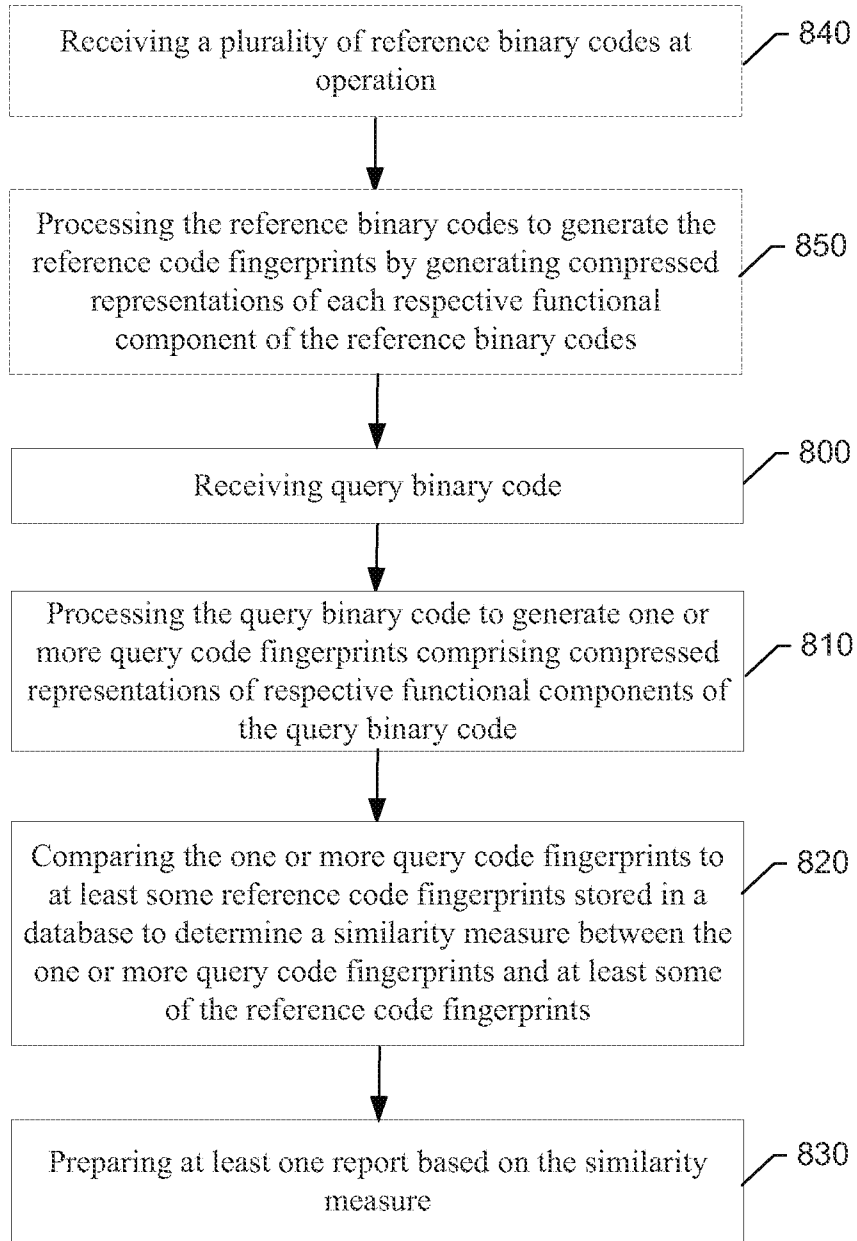 Receiving a plurality of reference binary codes at
operation
840
Processing the reference binary codes to generate the
reference code fingerprints by generating compressed
representations of each respective functional
component of the reference binary codes
850
Receiving query binary code
800
Processing the query binary code to generate one or
more query code fingerprints comprising compressed
representations of respective functional components of
the query binary code
810
Comparing the one or more query code fingerprints to
at least some reference code fingerprints stored in a
database to determine a similarity measure between the
one or more query code fingerprints and at least some
of the reference code fingerprints
820
Preparing at least one report based on the similarity
measure
830